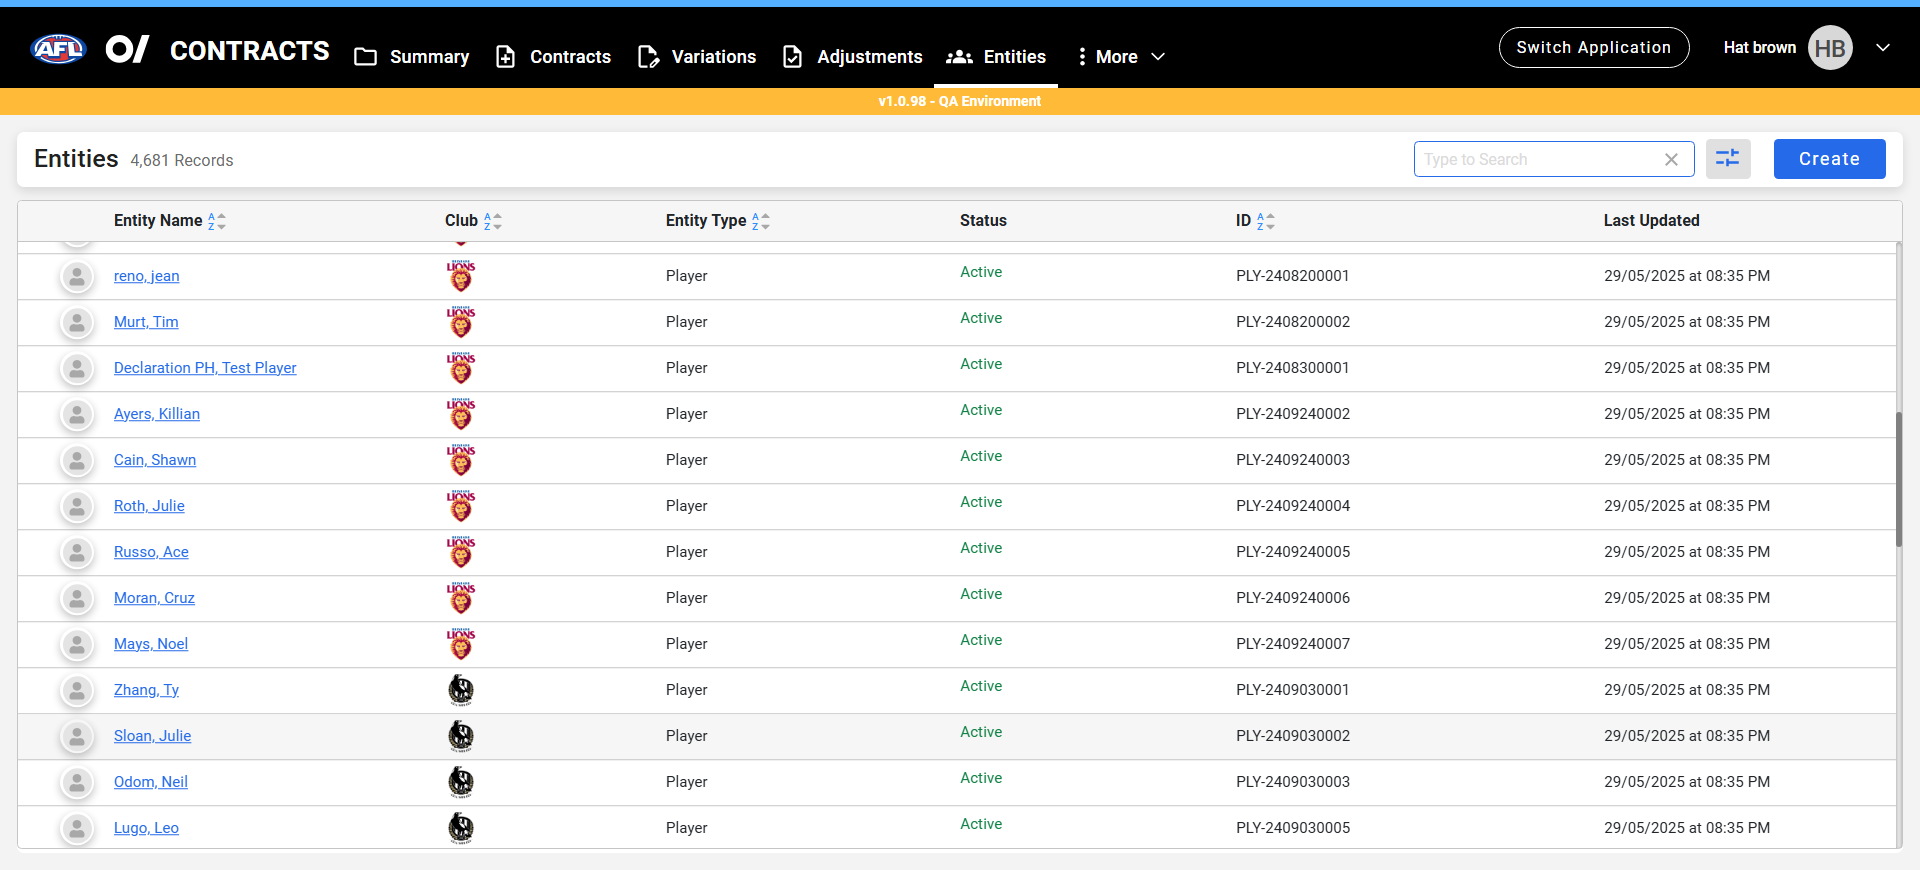 AFL CONTRACTS Summary Contracts Variations Adjustments Entities More Switch Application Hat brown HB
v1.0.98 - QA Environment
Entities 4,681 Records Type to Search Create
Entity Name AZ Club AZ Entity Type AZ Status ID AZ Last Updated
reno, jean LIONS Player Active PLY-2408200001 29/05/2025 at 08:35 PM
Murt, Tim LIONS Player Active PLY-2408200002 29/05/2025 at 08:35 PM
Declaration PH, Test Player LIONS Player Active PLY-2408300001 29/05/2025 at 08:35 PM
Ayers, Killian LIONS Player Active PLY-2409240002 29/05/2025 at 08:35 PM
Cain, Shawn LIONS Player Active PLY-2409240003 29/05/2025 at 08:35 PM
Roth, Julie LIONS Player Active PLY-2409240004 29/05/2025 at 08:35 PM
Russo, Ace LIONS Player Active PLY-2409240005 29/05/2025 at 08:35 PM
Moran, Cruz LIONS Player Active PLY-2409240006 29/05/2025 at 08:35 PM
Mays, Noel LIONS Player Active PLY-2409240007 29/05/2025 at 08:35 PM
Zhang, Ty Player Active PLY-2409030001 29/05/2025 at 08:35 PM
Sloan, Julie Player Active PLY-2409030002 29/05/2025 at 08:35 PM
Odom, Neil Player Active PLY-2409030003 29/05/2025 at 08:35 PM
Lugo, Leo Player Active PLY-2409030005 29/05/2025 at 08:35 PM